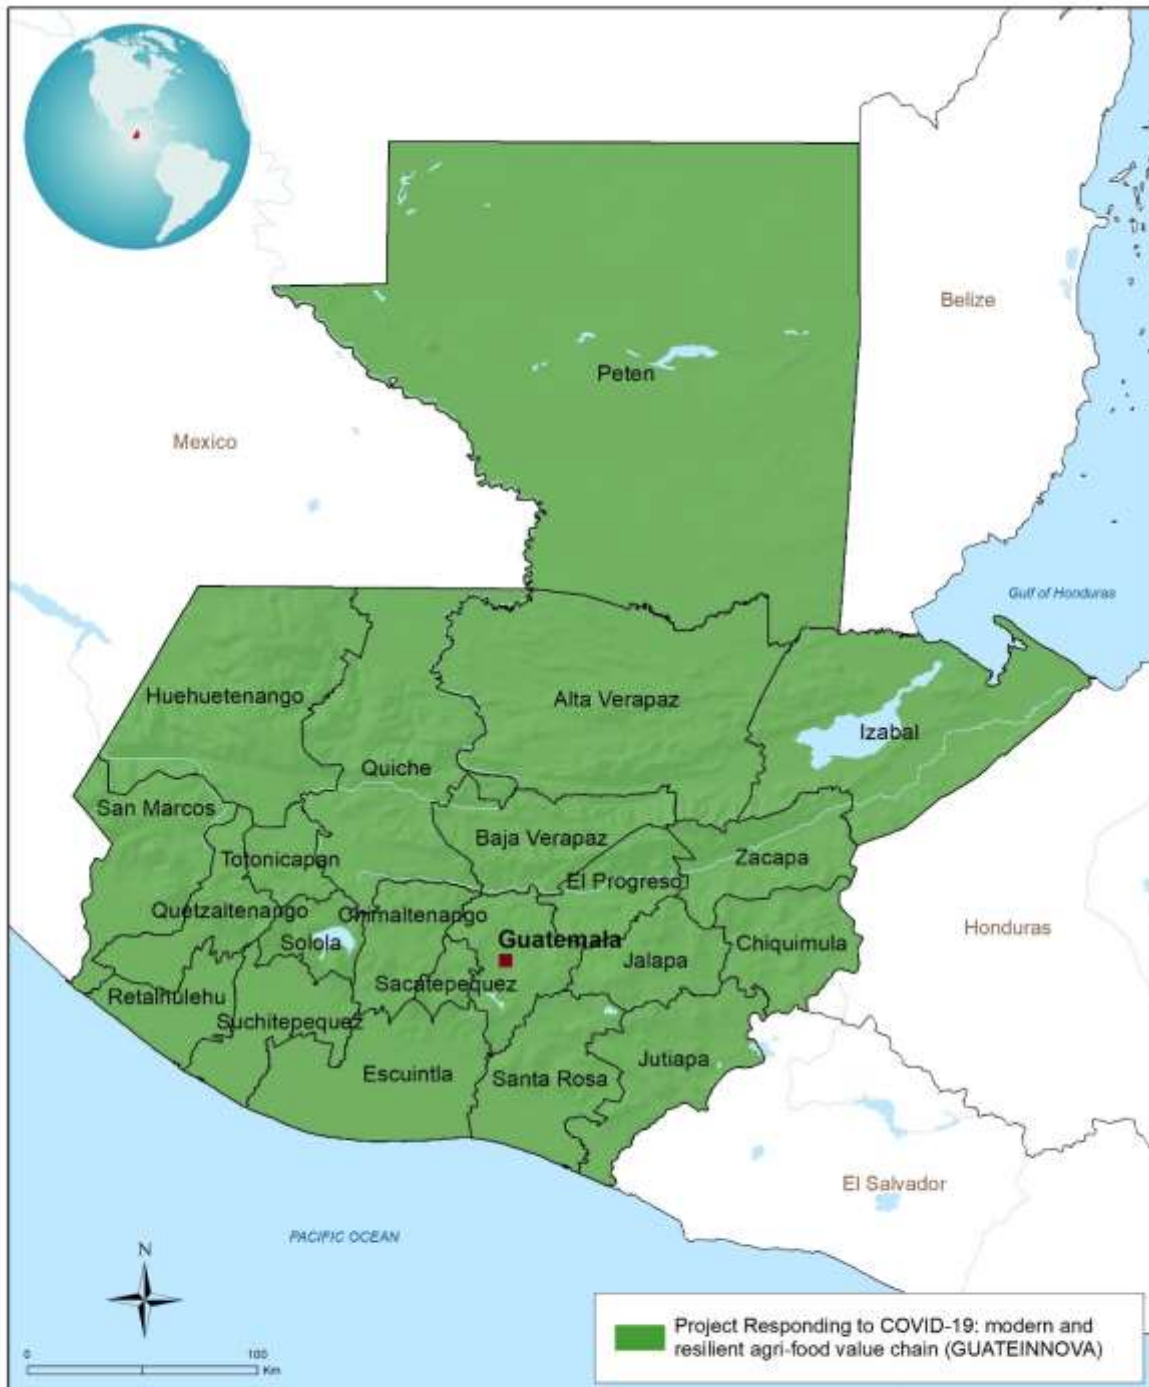 Belize
Peten
Mexico
Gulf of Honduras
Huehuetenango
Alta Verapaz
Izabal
Quiche
San Marcos
Baja Verapaz
Totonicapan
Zacapa
El Progreso
Quetzaltenango
Chimaltenango
Honduras
Solola
Guatemala
Chiquimula
Jalapa
Sacatepequez
Retalhulehu
Suchitepequez
Jutiapa
Escuintla
Santa Rosa
El Salvador
PACIFIC OCEAN
N
0 100
Km
Project Responding to COVID-19: modern and
resilient agri-food value chain (GUATEINNOVA)